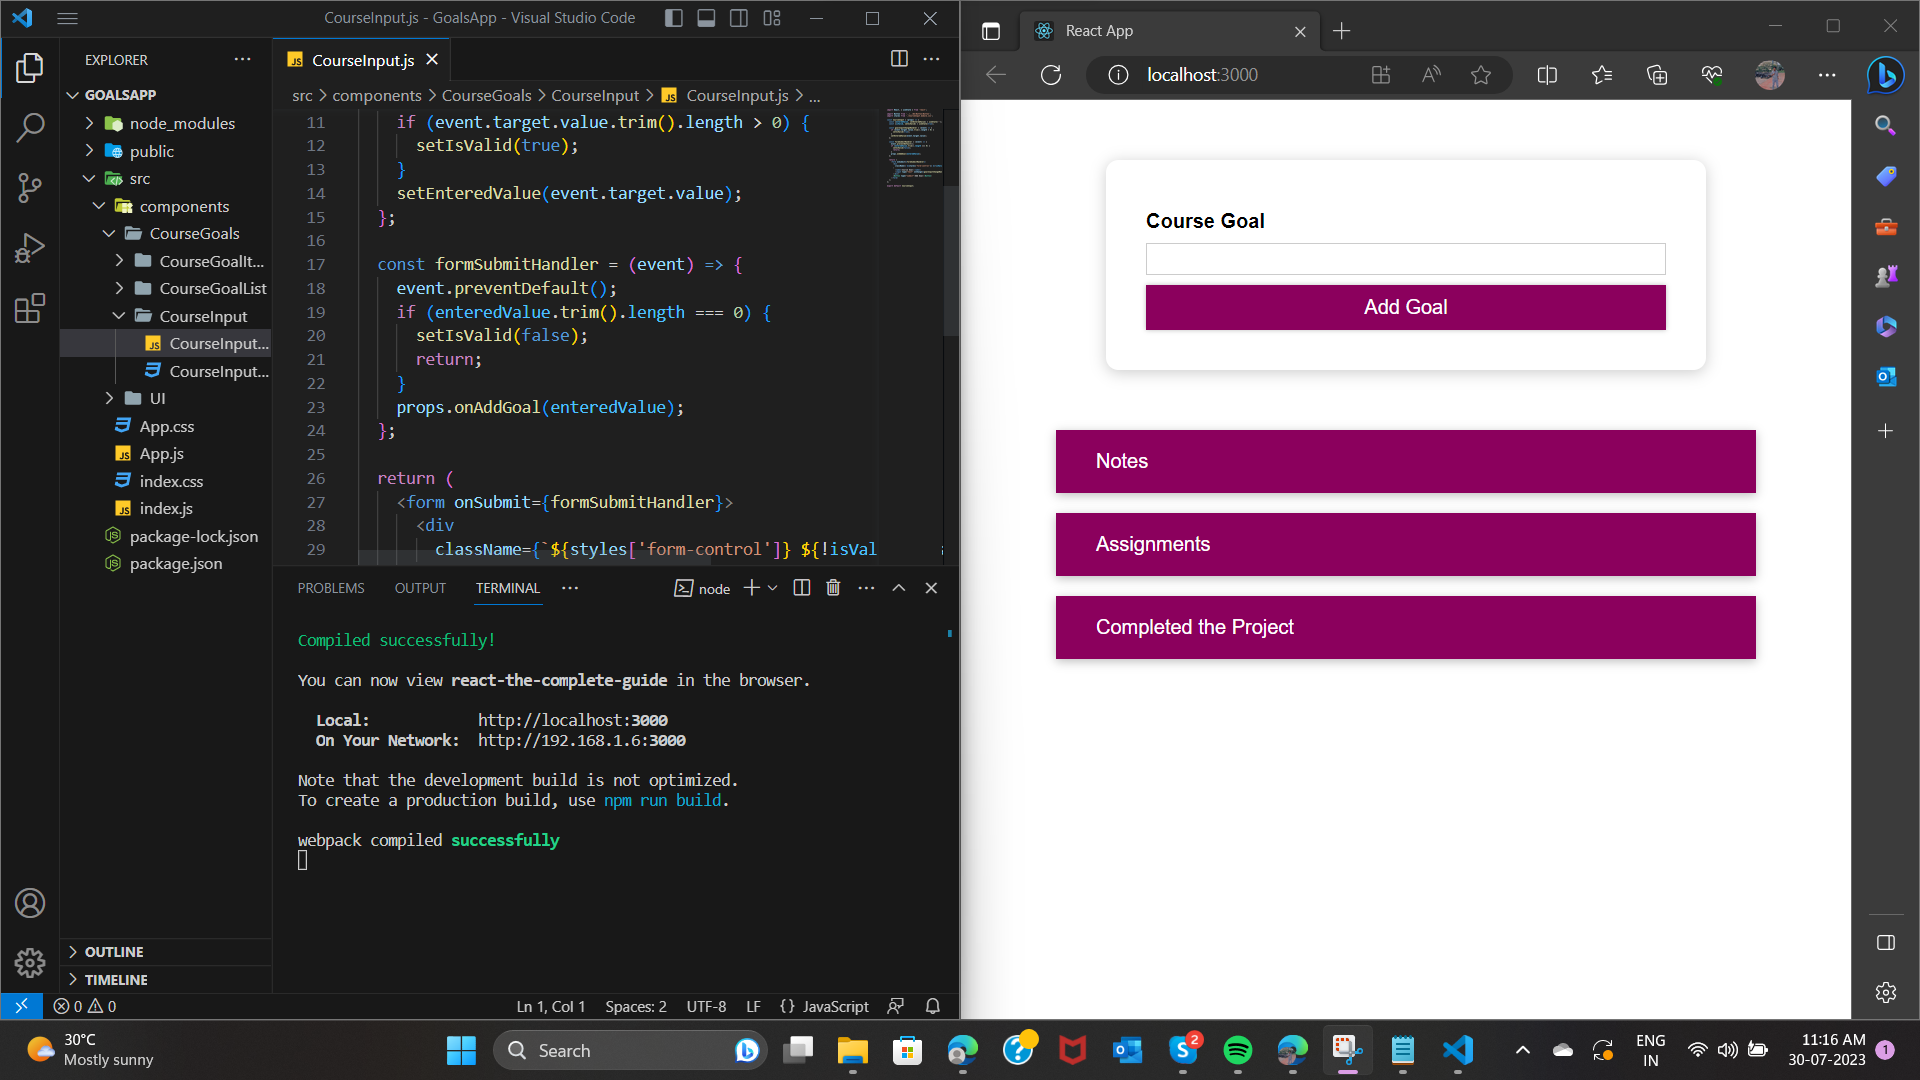 CourseInput.js - GoalsApp - Visual Studio Code
EXPLORER
GOALSAPP
node_modules
public
src
components
CourseGoals
CourseGoalIt...
CourseGoalList
CourseInput
CourseInput...
CourseInput...
UI
App.css
App.js
index.css
index.js
package-lock.json
package.json
OUTLINE
TIMELINE
JS CourseInput.js
src > components > CourseGoals > CourseInput > JS CourseInput.js > ...
11 if (event.target.value.trim().length > 0) {
12 setIsValid(true);
13 }
14 setEnteredValue(event.target.value);
15 };
16
17 const formSubmitHandler = (event) => {
18 event.preventDefault();
19 if (enteredValue.trim().length === 0) {
20 setIsValid(false);
21 return;
22 }
23 props.onAddGoal(enteredValue);
24 };
25
26 return (
27 <form onSubmit={formSubmitHandler}>
28 <div
29 className={`${styles['form-control']} ${!isVal
PROBLEMS OUTPUT TERMINAL ... node
Compiled successfully!
You can now view react-the-complete-guide in the browser.
Local: http://localhost:3000
On Your Network: http://192.168.1.6:3000
Note that the development build is not optimized.
To create a production build, use npm run build.
webpack compiled successfully
0 0 Ln 1, Col 1 Spaces: 2 UTF-8 LF {} JavaScript
React App
localhost:3000
Course Goal
Add Goal
Notes
Assignments
Completed the Project
30°C
Mostly sunny
Search
2
ENG
IN
11:16 AM
30-07-2023
1